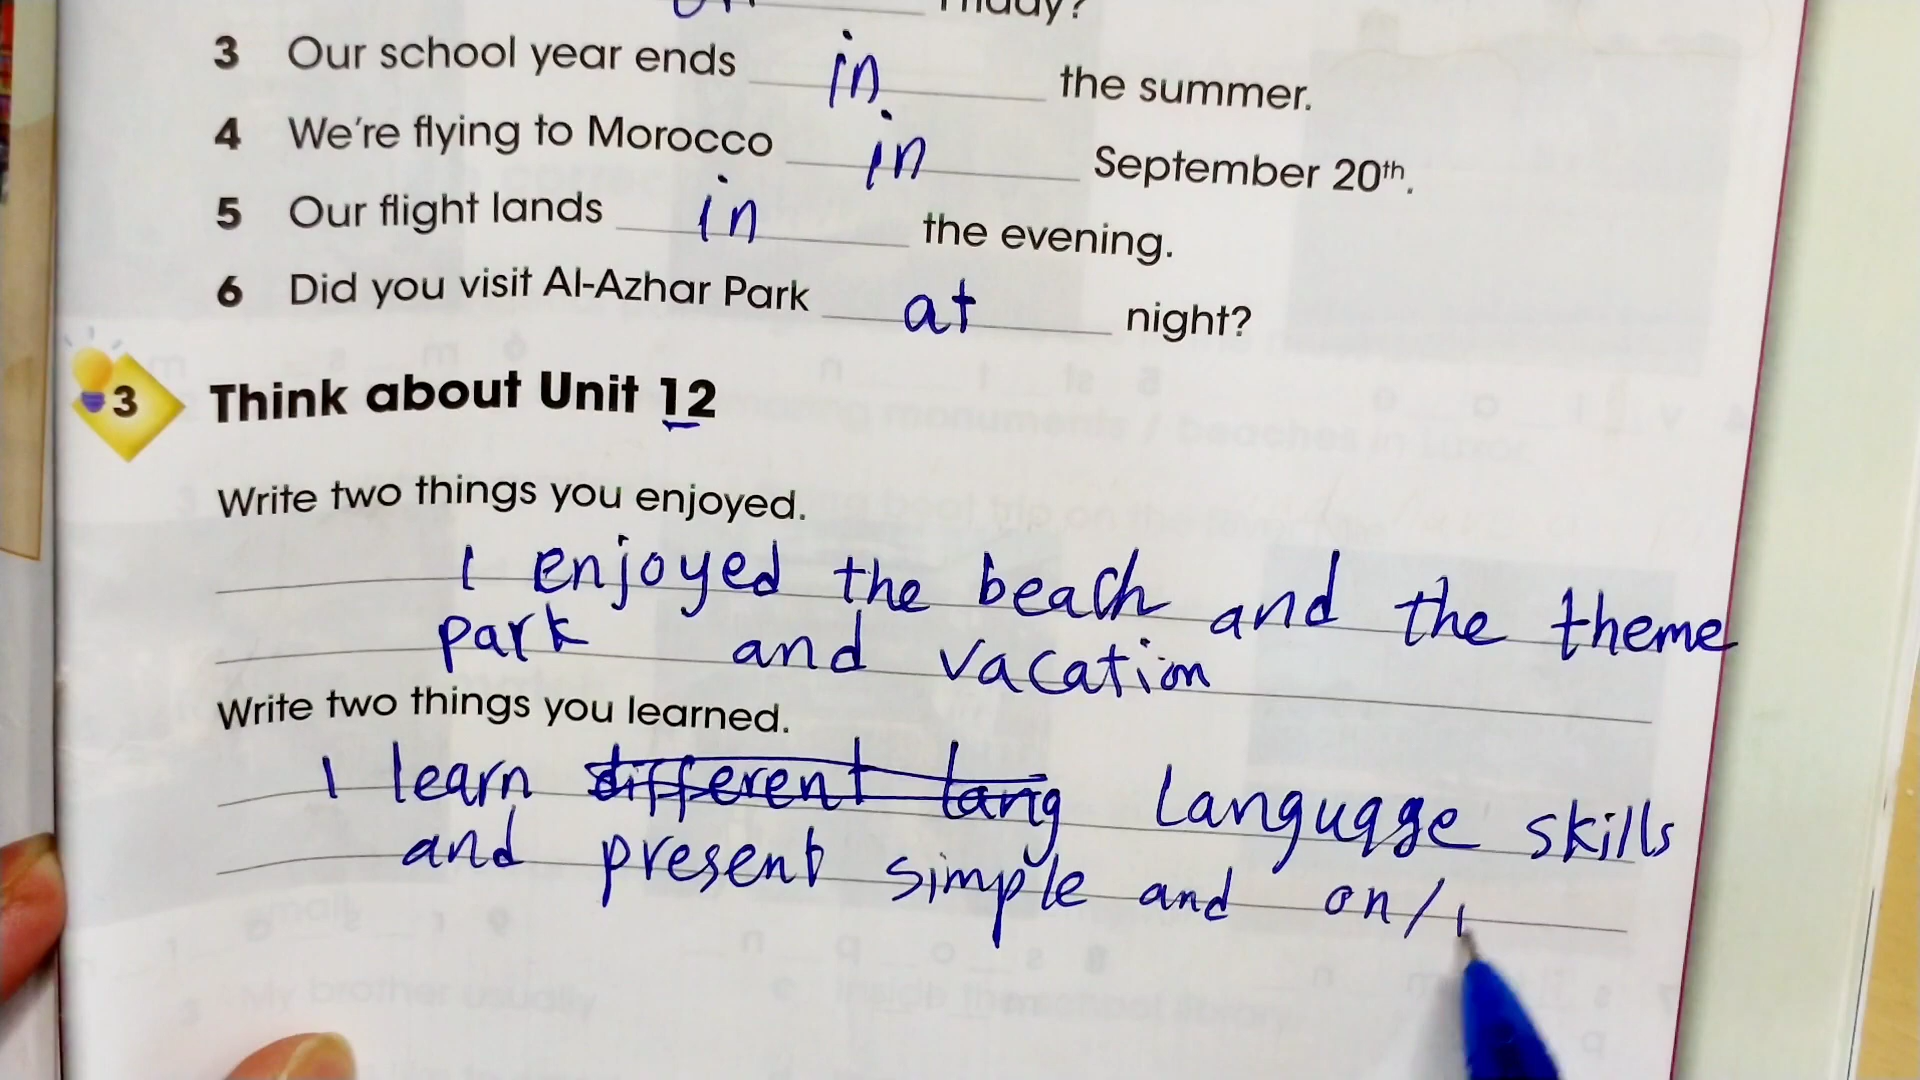 on Friday?
3 Our school year ends in the summer.
4 We're flying to Morocco in September 20th.
5 Our flight lands in the evening.
6 Did you visit Al-Azhar Park at night?
3 Think about Unit 12
Write two things you enjoyed.
I enjoyed the beach and the theme
park and vacation
Write two things you learned.
I learn different lang Language skills
and present simple and on/